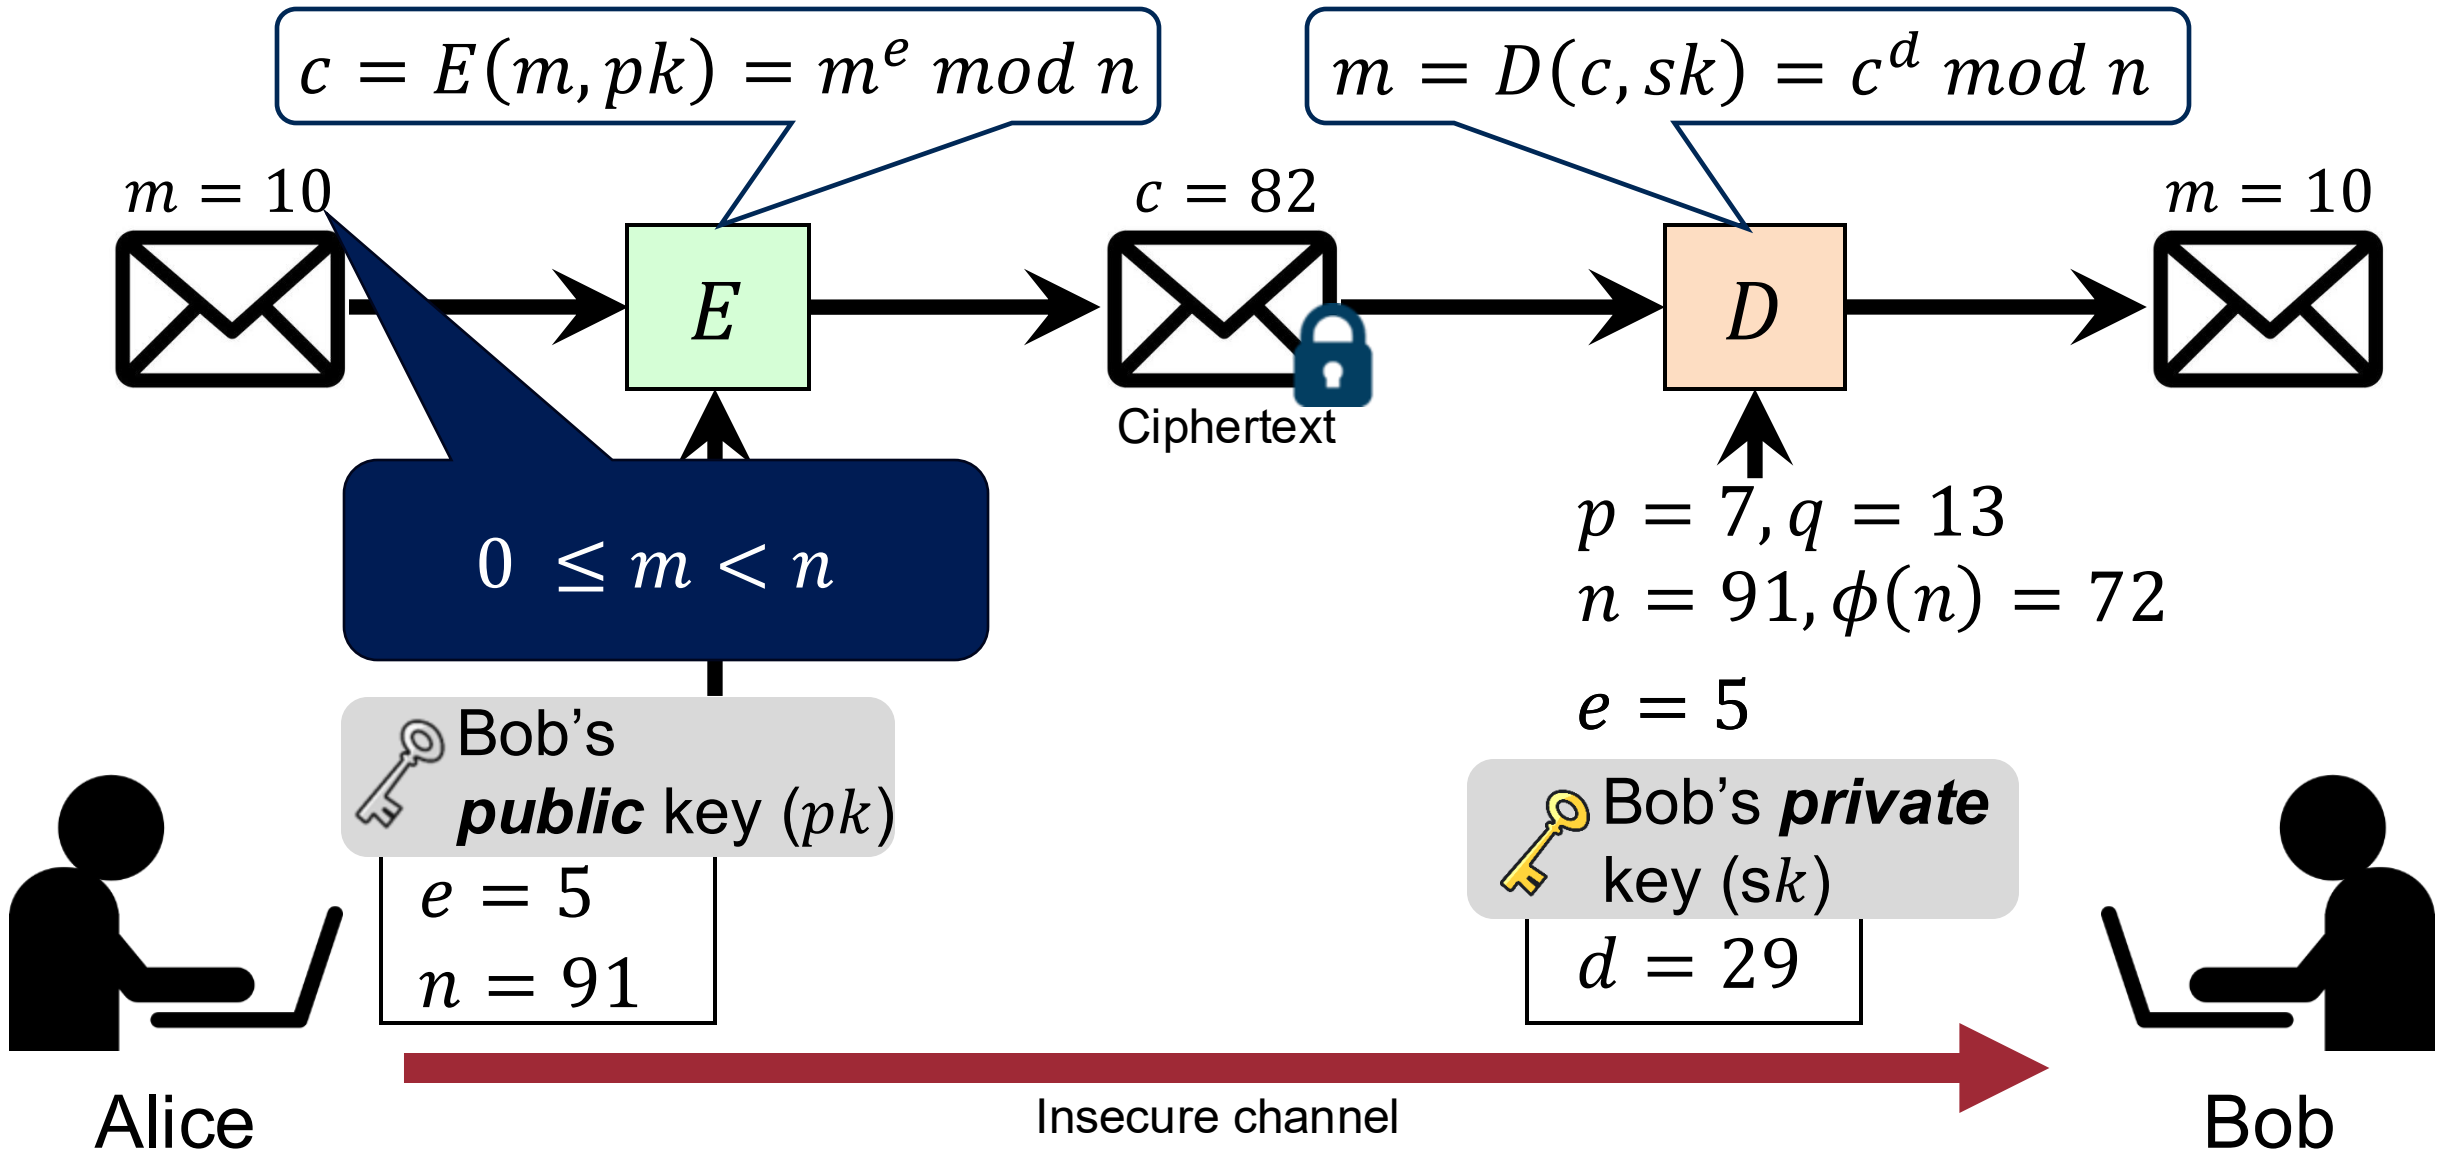 c = E(m, pk) = m^e mod n
m = D(c, sk) = c^d mod n
m = 10
c = 82
m = 10
E
D
Ciphertext
0 ≤ m < n
p = 7, q = 13
n = 91, ϕ(n) = 72
e = 5
Bob’s
public key (pk)
e = 5
n = 91
Bob’s private
key (sk)
d = 29
Insecure channel
Alice
Bob